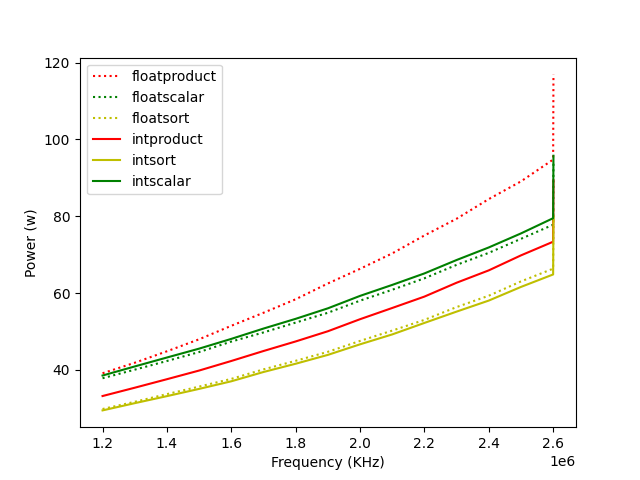 120
100
80
60
40
Power (w)
floatproduct
floatscalar
floatsort
intproduct
intsort
intscalar
1.2 1.4 1.6 1.8 2.0 2.2 2.4 2.6
1e6
Frequency (KHz)